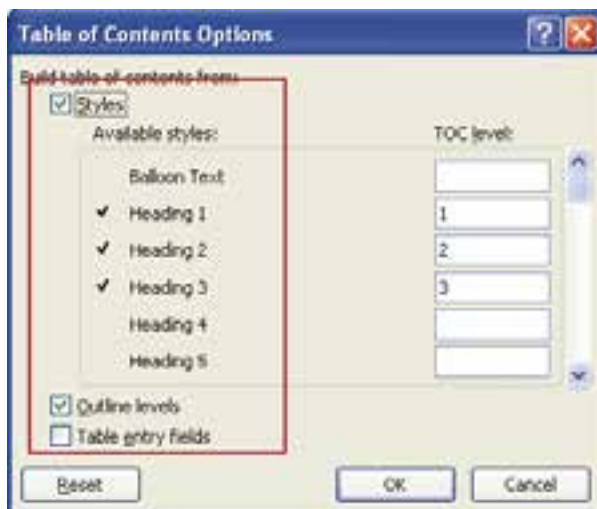 Table of Contents Options
Build table of contents from:
Styles
Available styles: TOC level:
Balloon Text
Heading 1 1
Heading 2 2
Heading 3 3
Heading 4
Heading 5
Outline levels
Table entry fields
Reset OK Cancel